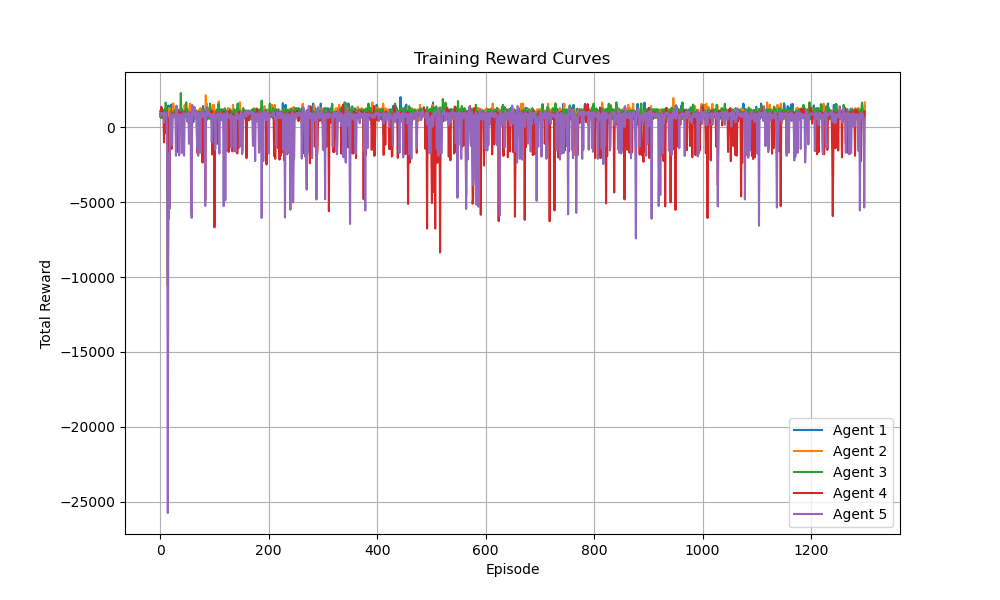 Training Reward Curves
Total Reward
0
−5000
−10000
−15000
−20000
−25000
0 200 400 600 800 1000 1200
Episode
Agent 1
Agent 2
Agent 3
Agent 4
Agent 5